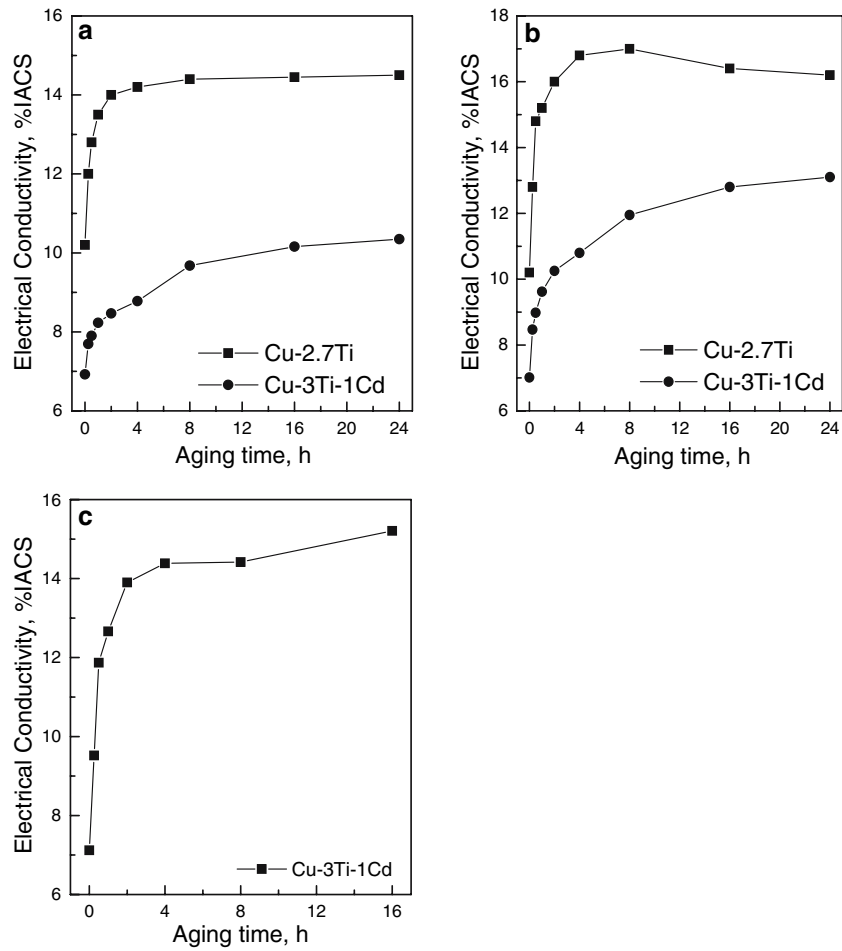 a
16
14
12
10
8
6
Electrical Conductivity, %IACS
Cu-2.7Ti
Cu-3Ti-1Cd
0 4 8 12 16 20 24
Aging time, h
b
18
16
14
12
10
8
6
Electrical Conductivity, %IACS
Cu-2.7Ti
Cu-3Ti-1Cd
0 4 8 12 16 20 24
Aging time, h
c
16
14
12
10
8
6
Electrical Conductivity, %IACS
Cu-3Ti-1Cd
0 4 8 12 16
Aging time, h